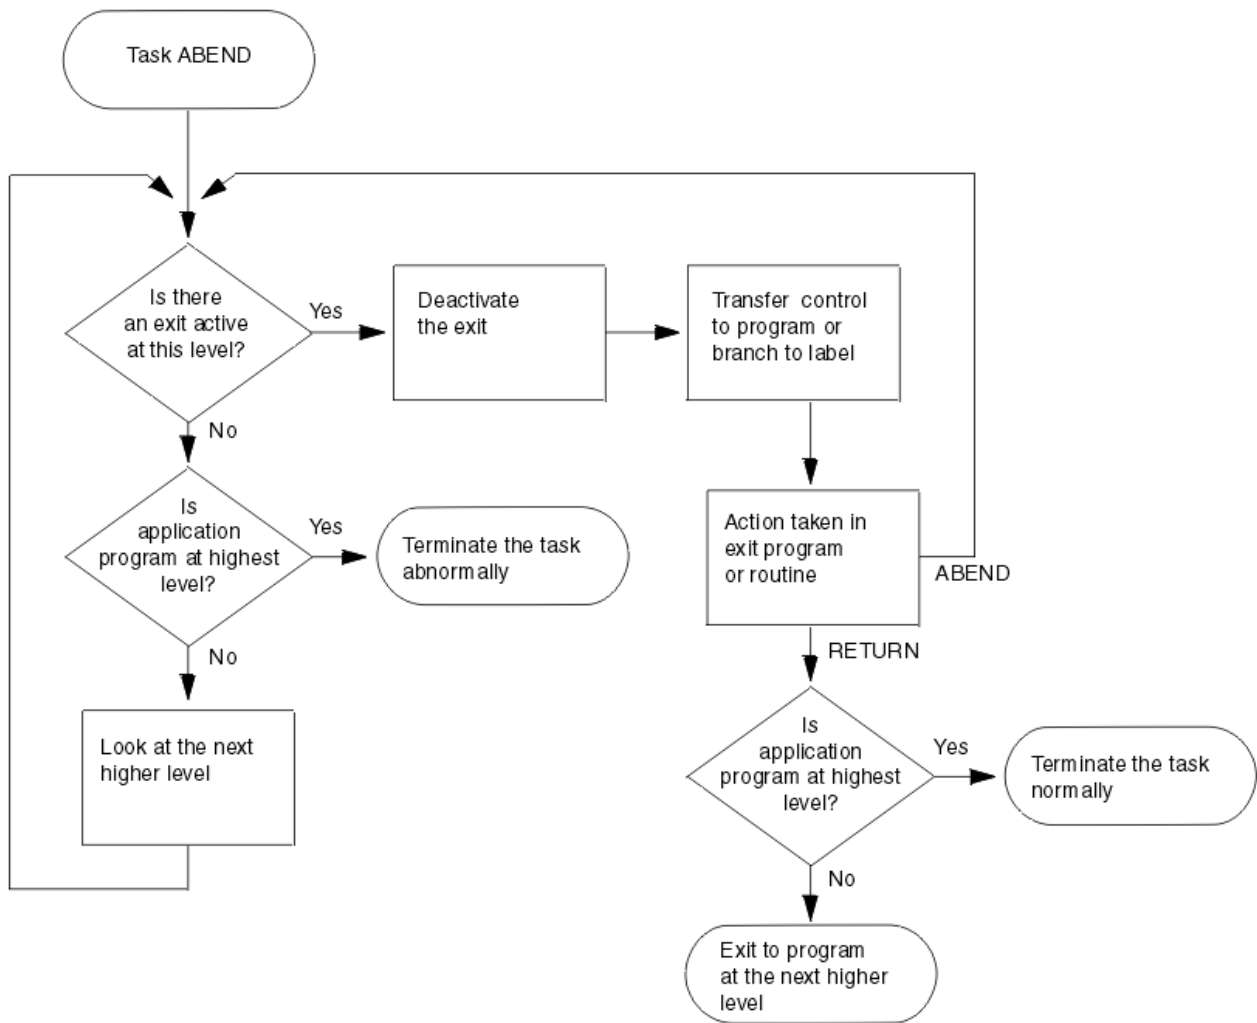 Task ABEND
Is there
an exit active
at this level?
Yes
Deactivate
the exit
Transfer control
to program or
branch to label
No
Is
application
program at highest
level?
Yes
Terminate the task
abnormally
Action taken in
exit program
or routine
ABEND
RETURN
No
Look at the next
higher level
Is
application
program at highest
level?
Yes
Terminate the task
normally
No
Exit to program
at the next higher
level